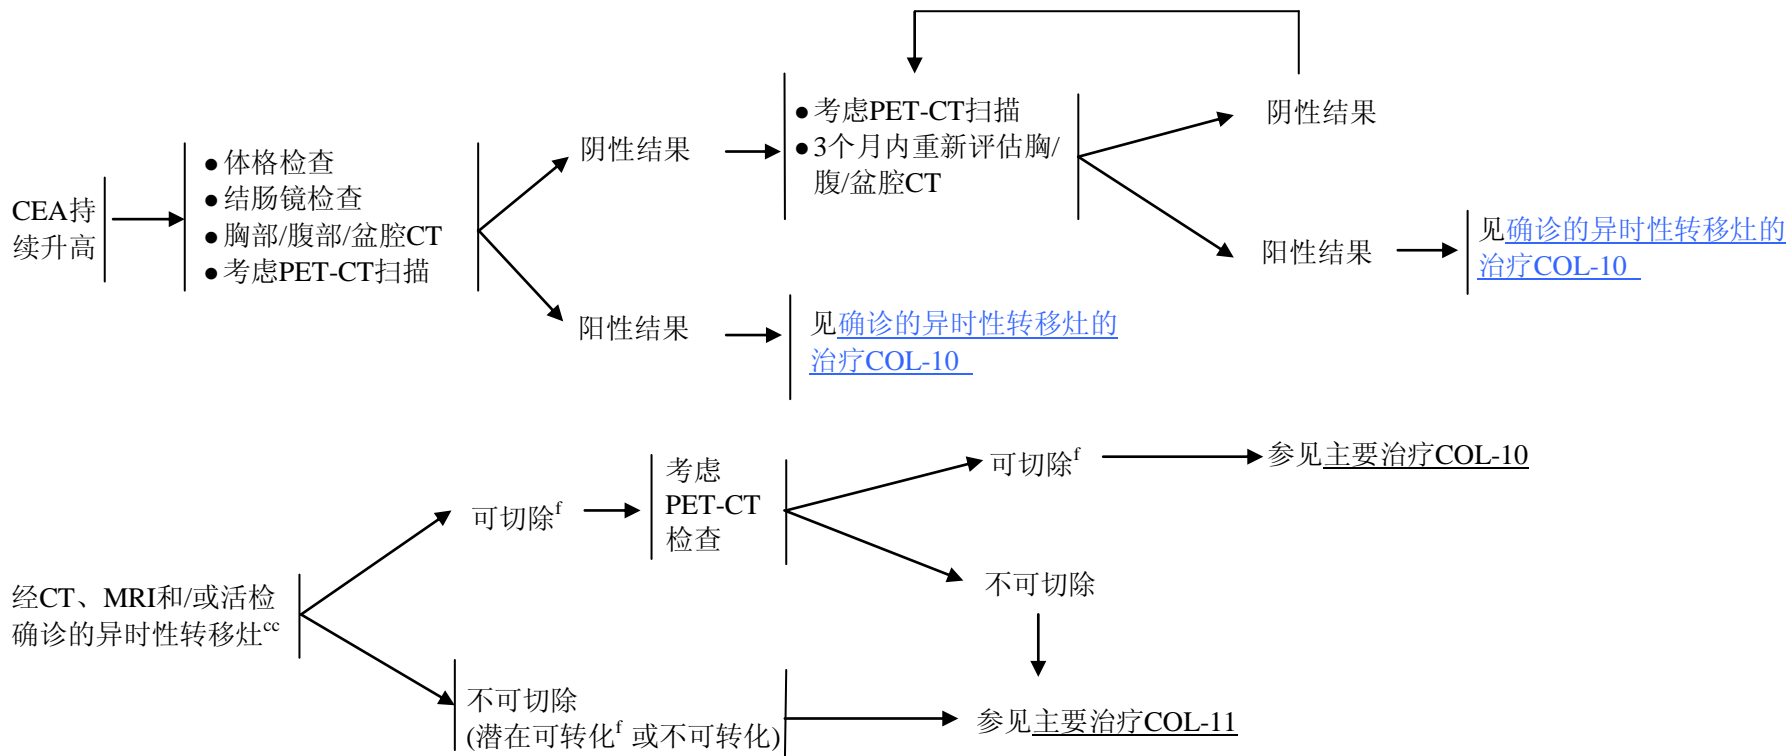 CEA持
续升高
●体格检查
●结肠镜检查
●胸部/腹部/盆腔CT
●考虑PET-CT扫描
阴性结果
阳性结果
●考虑PET-CT扫描
●3个月内重新评估胸/
腹/盆腔CT
见确诊的异时性转移灶的
治疗COL-10
阴性结果
阳性结果
见确诊的异时性转移灶的
治疗COL-10
经CT、MRI和/或活检
确诊的异时性转移灶cc
可切除f
考虑
PET-CT
检查
可切除f
参见主要治疗COL-10
不可切除
不可切除
(潜在可转化f 或不可转化)
参见主要治疗COL-11